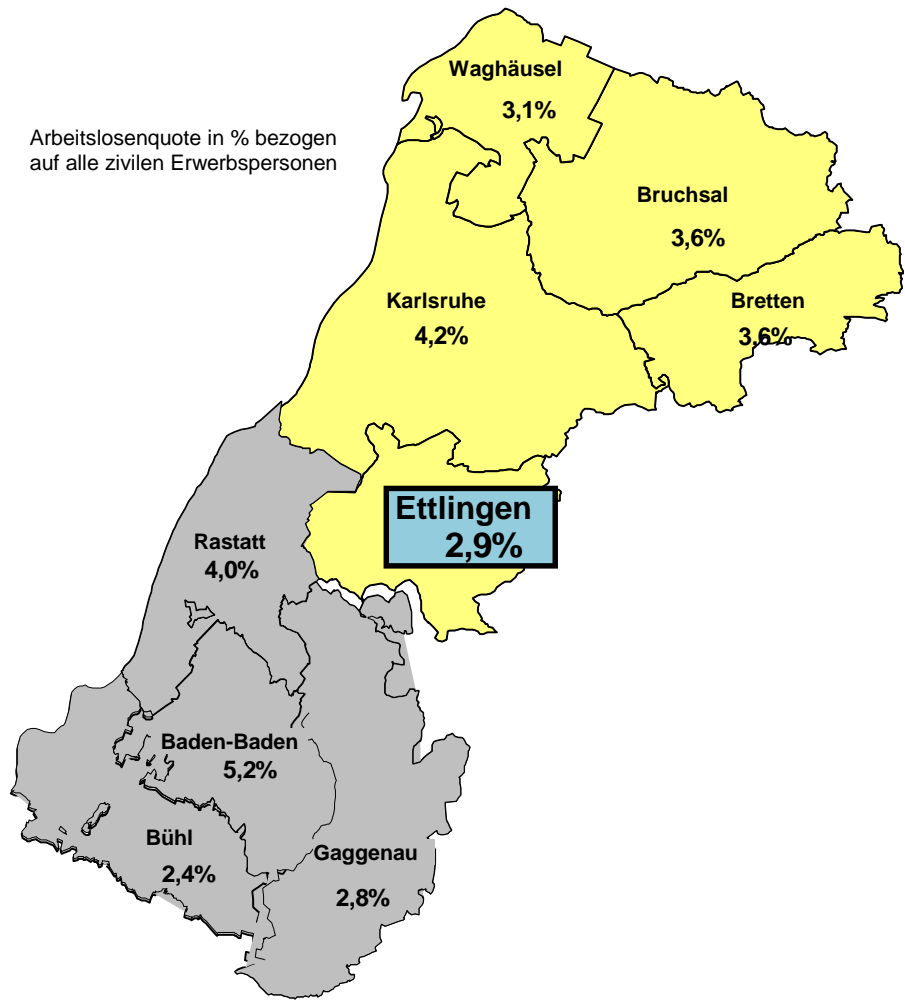 Waghäusel
3,1%
Arbeitslosenquote in % bezogen
auf alle zivilen Erwerbspersonen
Bruchsal
3,6%
Karlsruhe
4,2%
Bretten
3,6%
Ettlingen
2,9%
Rastatt
4,0%
Baden-Baden
5,2%
Bühl
2,4%
Gaggenau
2,8%